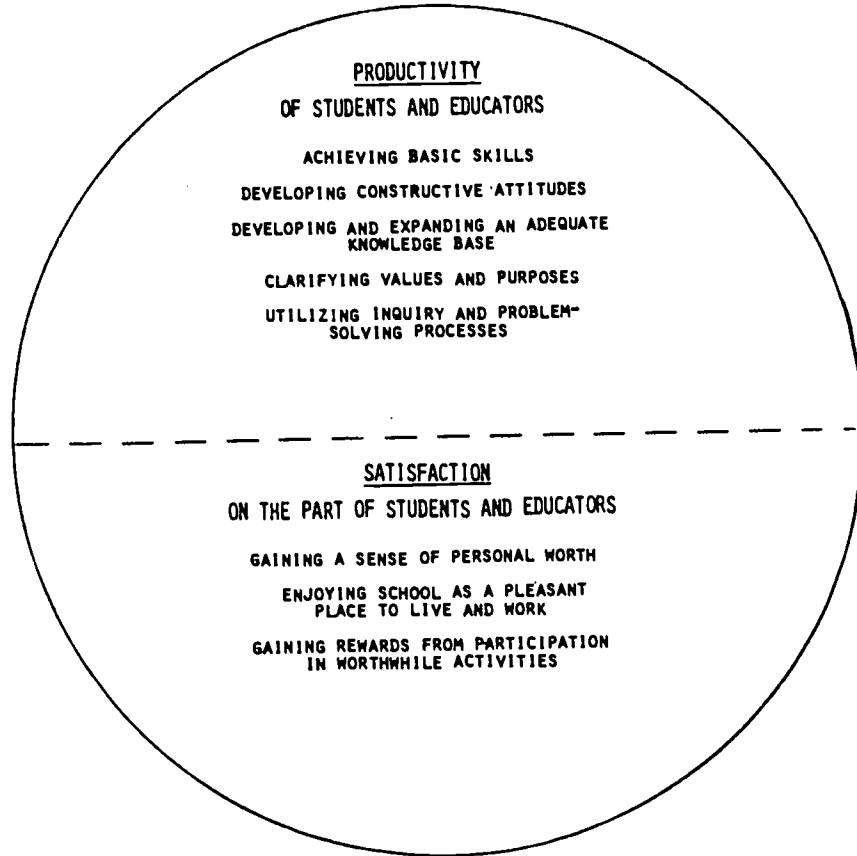 PRODUCTIVITY
OF STUDENTS AND EDUCATORS
ACHIEVING BASIC SKILLS
DEVELOPING CONSTRUCTIVE ATTITUDES
DEVELOPING AND EXPANDING AN ADEQUATE
KNOWLEDGE BASE
CLARIFYING VALUES AND PURPOSES
UTILIZING INQUIRY AND PROBLEM-
SOLVING PROCESSES
SATISFACTION
ON THE PART OF STUDENTS AND EDUCATORS
GAINING A SENSE OF PERSONAL WORTH
ENJOYING SCHOOL AS A PLEASANT
PLACE TO LIVE AND WORK
GAINING REWARDS FROM PARTICIPATION
IN WORTHWHILE ACTIVITIES